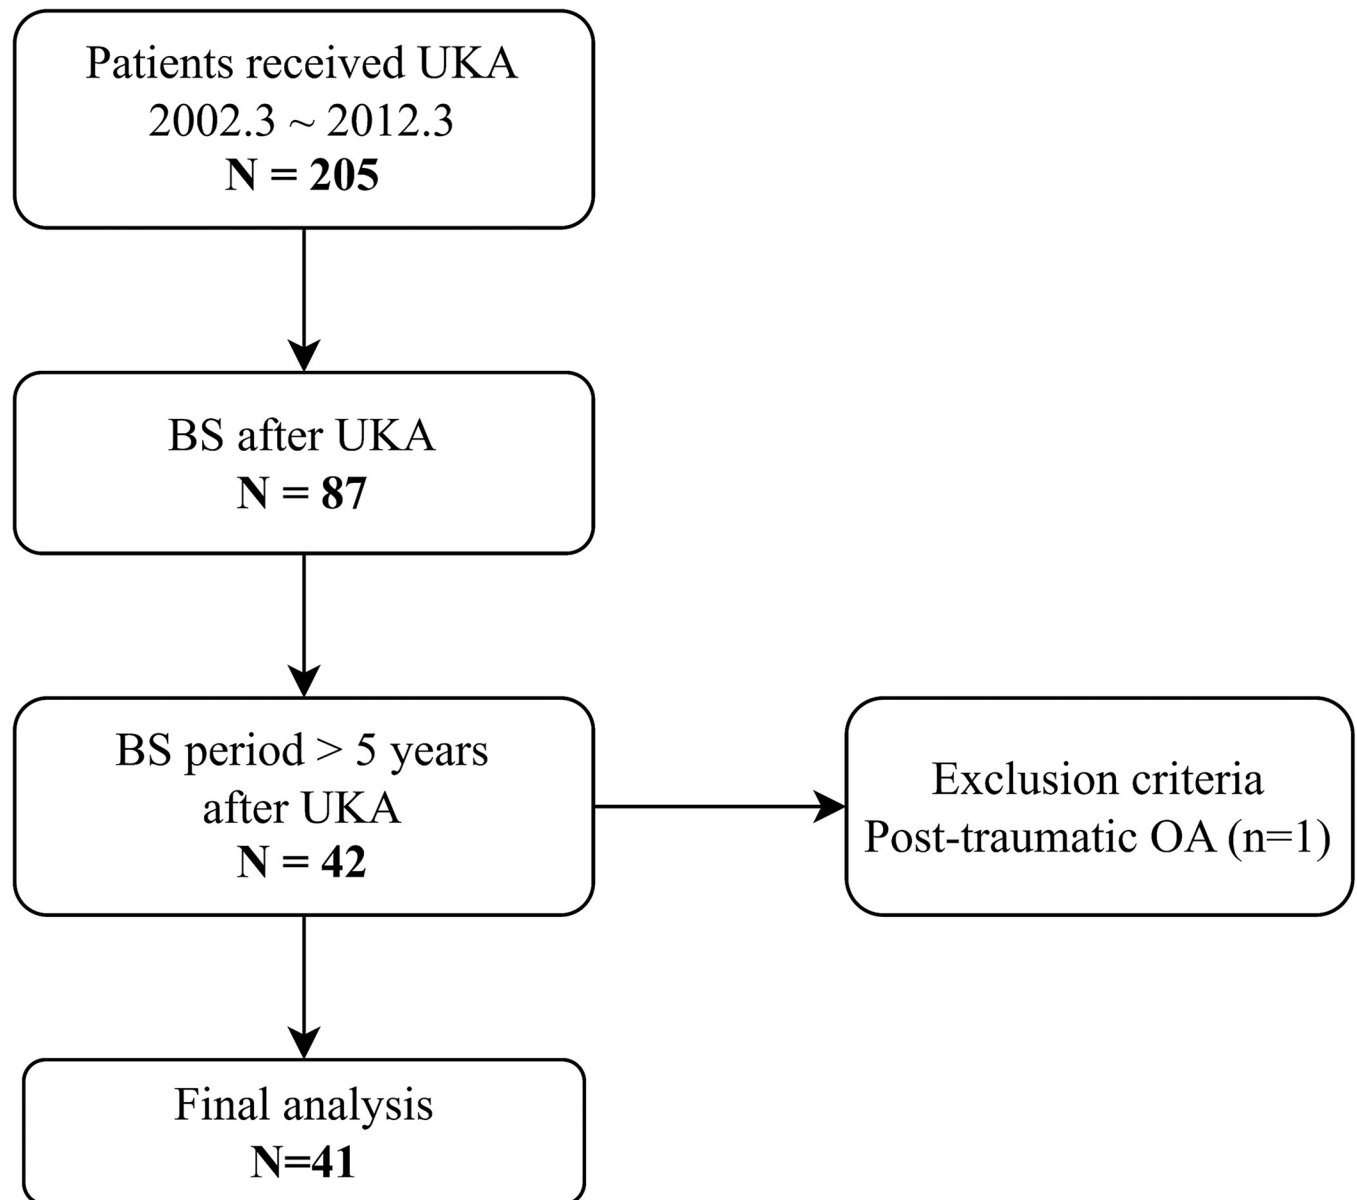 Patients received UKA
2002.3 ~ 2012.3
N = 205
BS after UKA
N = 87
BS period > 5 years
after UKA
N = 42
Exclusion criteria
Post-traumatic OA (n=1)
Final analysis
N=41